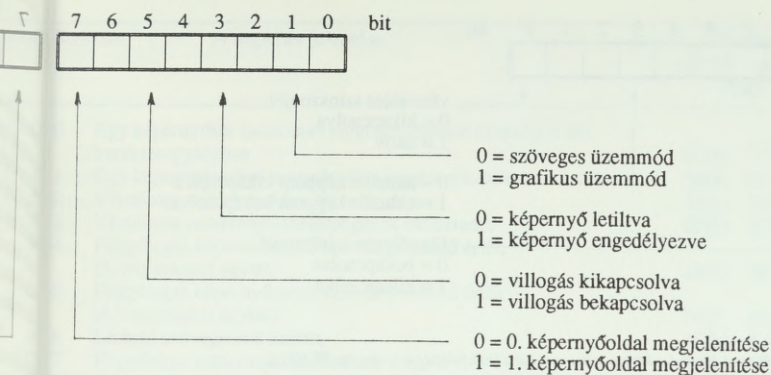 7 6 5 4 3 2 1 0 bit
0 = szöveges üzemmód
1 = grafikus üzemmód
0 = képernyő letiltva
1 = képernyő engedélyezve
0 = villogás kikapcsolva
1 = villogás bekapcsolva
0 = 0. képernyőoldal megjelenítése
1 = 1. képernyőoldal megjelenítése